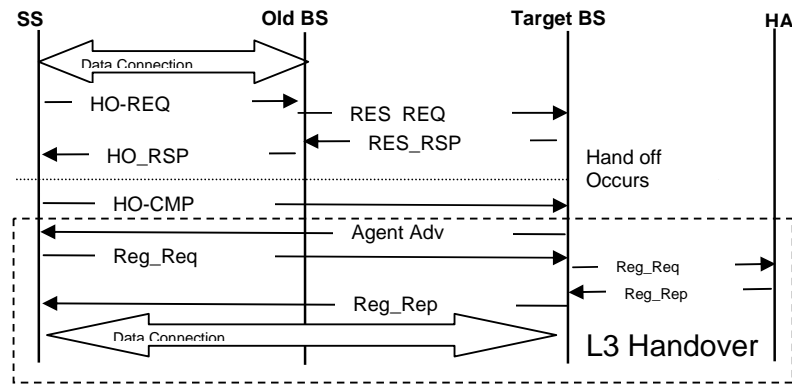 SS Old BS Target BS HA
Data Connection
HO-REQ
RES REQ
RES_RSP
HO_RSP
Hand off
Occurs
HO-CMP
Agent Adv
Reg_Req
Reg_Req
Reg_Rep
Reg_Rep
Data Connection
L3 Handover